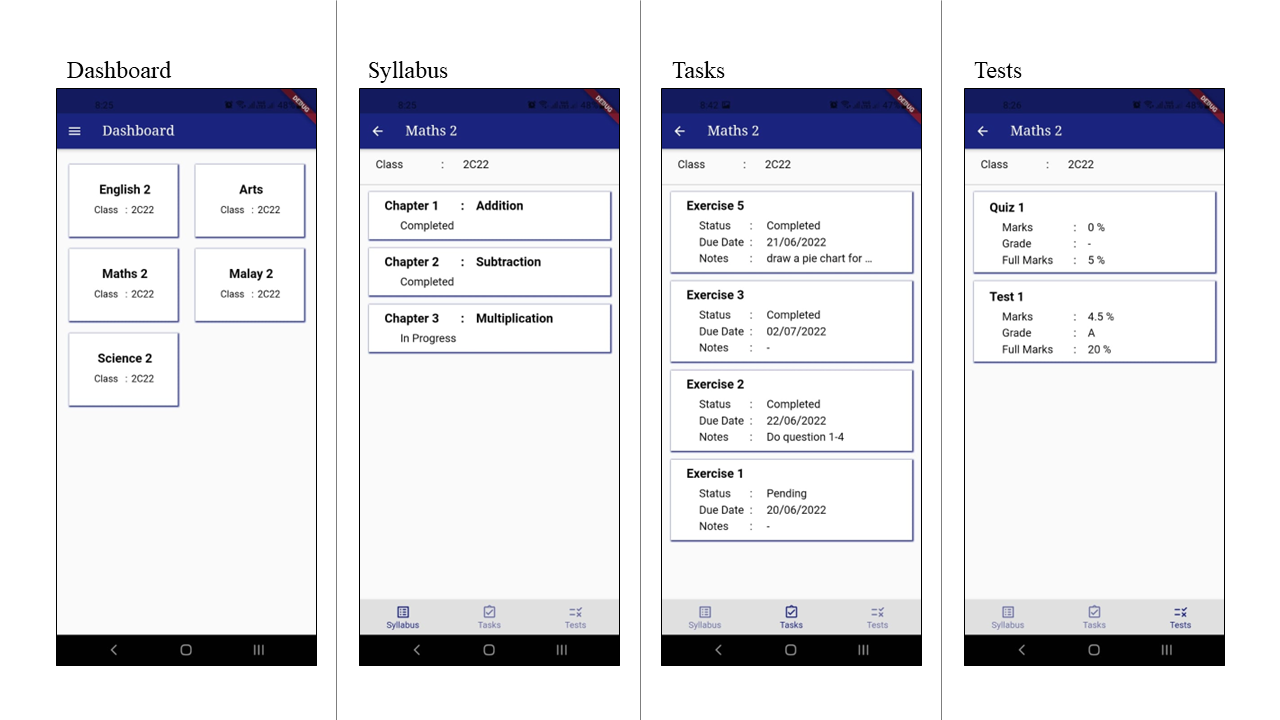 Dashboard
8:25
DEBUG
Dashboard
English 2
Class : 2C22
Arts
Class : 2C22
Maths 2
Class : 2C22
Malay 2
Class : 2C22
Science 2
Class : 2C22
Syllabus
8:25
DEBUG
Maths 2
Class : 2C22
Chapter 1 : Addition
Completed
Chapter 2 : Subtraction
Completed
Chapter 3 : Multiplication
In Progress
Syllabus Tasks Tests
Tasks
8:42
DEBUG
Maths 2
Class : 2C22
Exercise 5
Status : Completed
Due Date : 21/06/2022
Notes : draw a pie chart for ...
Exercise 3
Status : Completed
Due Date : 02/07/2022
Notes : -
Exercise 2
Status : Completed
Due Date : 22/06/2022
Notes : Do question 1-4
Exercise 1
Status : Pending
Due Date : 20/06/2022
Notes : -
Syllabus Tasks Tests
Tests
8:26
DEBUG
Maths 2
Class : 2C22
Quiz 1
Marks : 0 %
Grade : -
Full Marks : 5 %
Test 1
Marks : 4.5 %
Grade : A
Full Marks : 20 %
Syllabus Tasks Tests